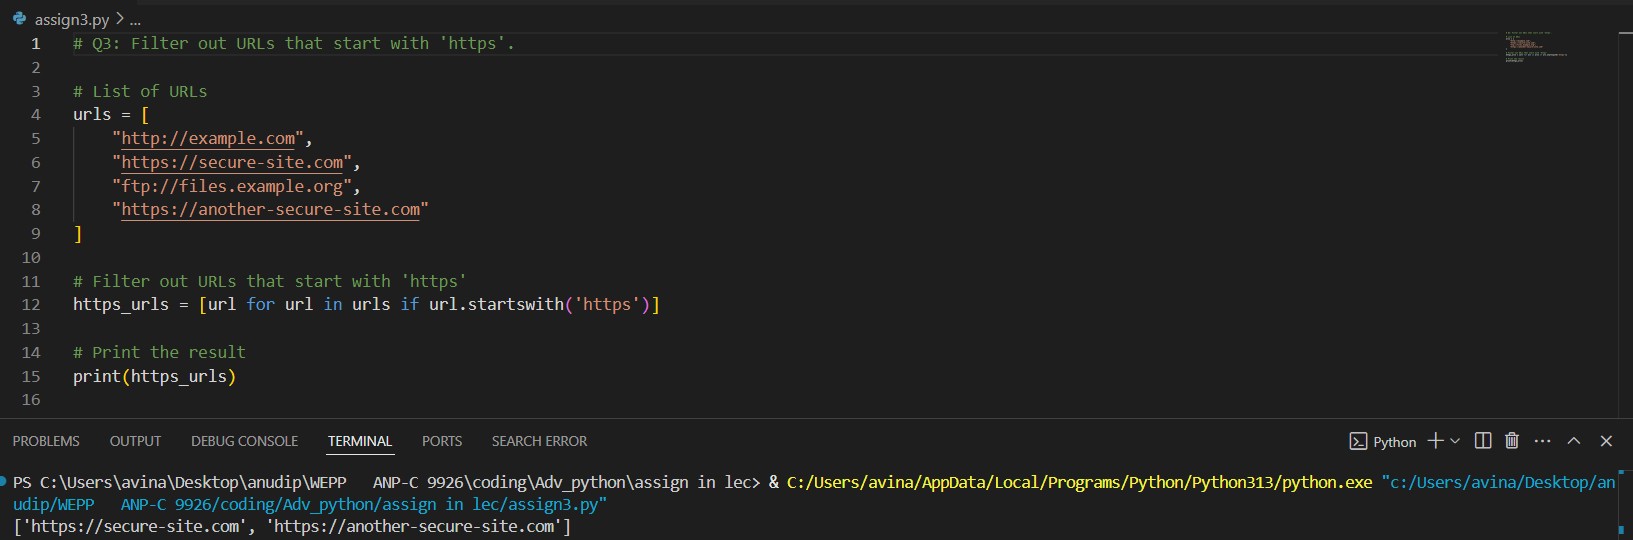 assign3.py > ...
1 # Q3: Filter out URLs that start with 'https'.
2
3 # List of URLs
4 urls = [
5     "http://example.com",
6     "https://secure-site.com",
7     "ftp://files.example.org",
8     "https://another-secure-site.com"
9 ]
10
11 # Filter out URLs that start with 'https'
12 https_urls = [url for url in urls if url.startswith('https')]
13
14 # Print the result
15 print(https_urls)
16
PROBLEMS OUTPUT DEBUG CONSOLE TERMINAL PORTS SEARCH ERROR Python
PS C:\Users\avina\Desktop\anudip\WEPP   ANP-C 9926\coding\Adv_python\assign in lec> & C:/Users/avina/AppData/Local/Programs/Python/Python313/python.exe "c:/Users/avina/Desktop/an
udip/WEPP   ANP-C 9926/coding/Adv_python/assign in lec/assign3.py"
['https://secure-site.com', 'https://another-secure-site.com']